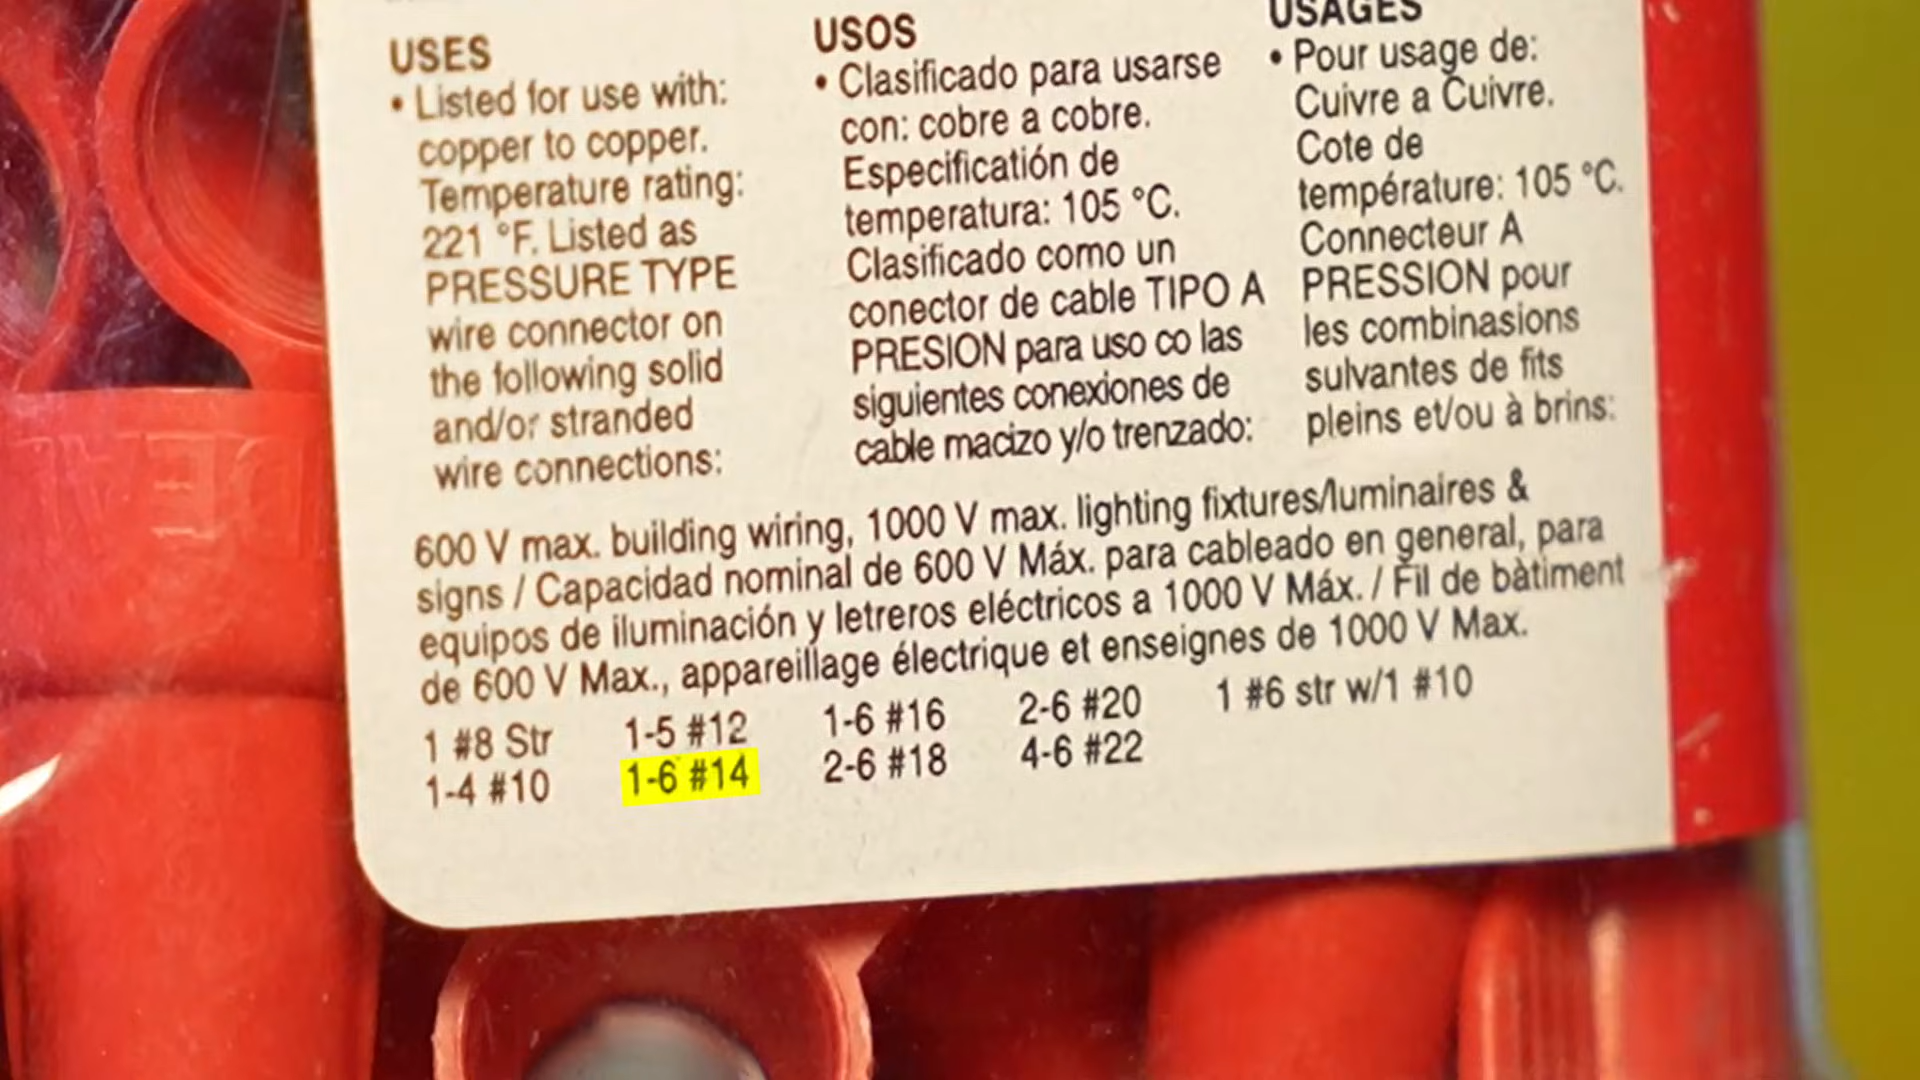 USES
• Listed for use with:
copper to copper.
Temperature rating:
221 °F. Listed as
PRESSURE TYPE
wire connector on
the following solid
and/or stranded
wire connections:
USOS
• Clasificado para usarse
con: cobre a cobre.
Especificatión de
temperatura: 105 °C.
Clasificado como un
conector de cable TIPO A
PRESION para uso co las
siguientes conexiones de
cable macizo y/o trenzado:
USAGES
• Pour usage de:
Cuivre a Cuivre.
Cote de
température: 105 °C.
Connecteur A
PRESSION pour
les combinasions
sulvantes de fits
pleins et/ou à brins:
600 V max. building wiring, 1000 V max. lighting fixtures/luminaires &
signs / Capacidad nominal de 600 V Máx. para cableado en general, para
equipos de iluminación y letreros eléctricos a 1000 V Máx. / Fil de bàtiment
de 600 V Max., appareillage électrique et enseignes de 1000 V Max.
1 #8 Str 1-5 #12 1-6 #16 2-6 #20 1 #6 str w/1 #10
1-4 #10 1-6 #14 2-6 #18 4-6 #22